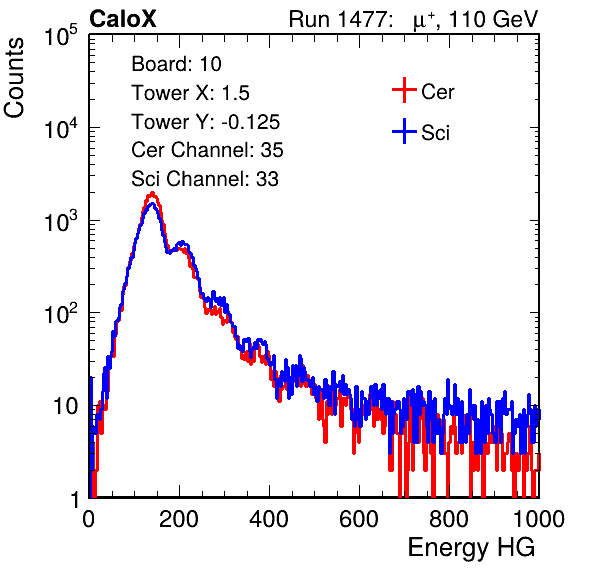 CaloX Run 1477: μ⁺, 110 GeV
Board: 10
Tower X: 1.5
Tower Y: -0.125
Cer Channel: 35
Sci Channel: 33
Cer
Sci
Counts
10⁵
10⁴
10³
10²
10
1
0 200 400 600 800 1000
Energy HG